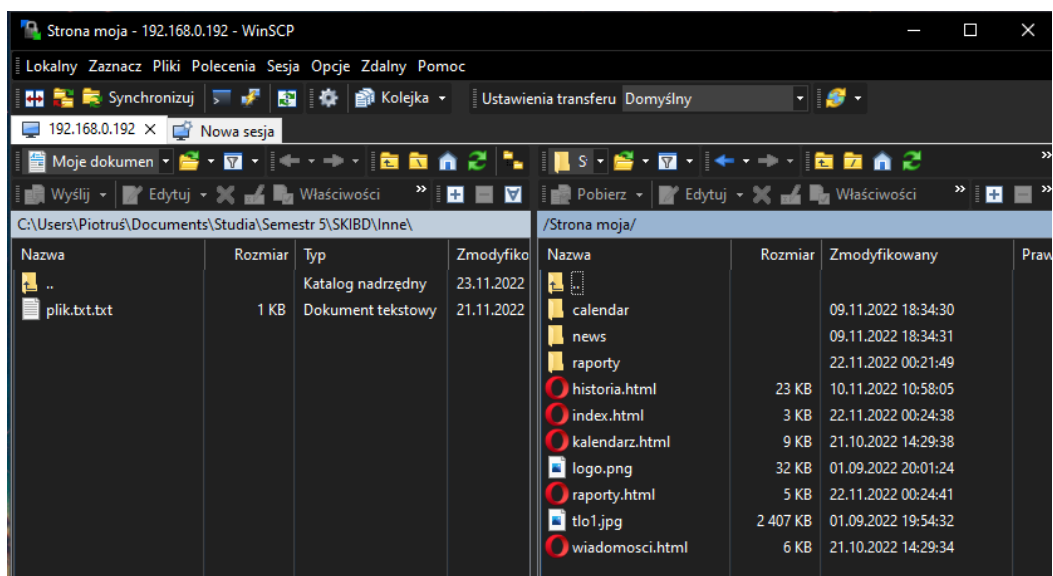 Strona moja - 192.168.0.192 - WinSCP
Lokalny Zaznacz Pliki Polecenia Sesja Opcje Zdalny Pomoc
Synchronizuj Kolejka Ustawienia transferu Domyślny
192.168.0.192 Nowa sesja
Moje dokumen S
Wyślij Edytuj Właściwości » Pobierz Edytuj Właściwości »
C:\Users\Piotruś\Documents\Studia\Semestr 5\SKIBD\Inne\ /Strona moja/
Nazwa Rozmiar Typ Zmodyfiko Nazwa Rozmiar Zmodyfikowany Praw
.. Katalog nadrzędny 23.11.2022 ..
plik.txt.txt 1 KB Dokument tekstowy 21.11.2022 calendar 09.11.2022 18:34:30
news 09.11.2022 18:34:31
raporty 22.11.2022 00:21:49
historia.html 23 KB 10.11.2022 10:58:05
index.html 3 KB 22.11.2022 00:24:38
kalendarz.html 9 KB 21.10.2022 14:29:38
logo.png 32 KB 01.09.2022 20:01:24
raporty.html 5 KB 22.11.2022 00:24:41
tlo1.jpg 2 407 KB 01.09.2022 19:54:32
wiadomosci.html 6 KB 21.10.2022 14:29:34